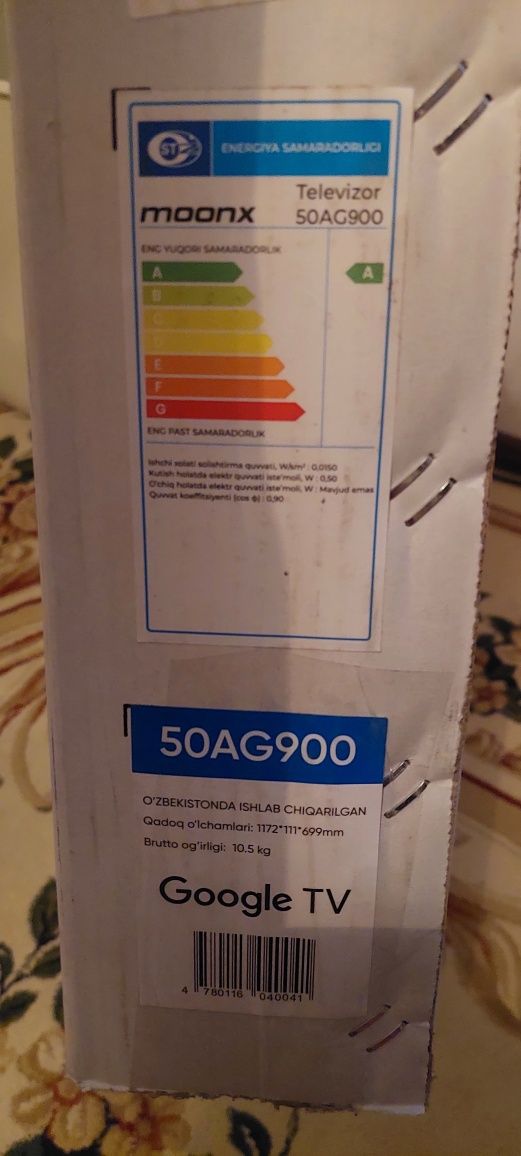 ENERGIYA SAMARADORLIGI
moonx
Televizor
50AG900
ENG YUQORI SAMARADORLIK
A
A
B
C
D
E
F
G
ENG PAST SAMARADORLIK
Ishchi xolati solishtirma quvvati, W/sm² : 0,0150
Kutish holatda elektr quvvati iste'moli, W : 0,50
O'chiq holatda elektr quvvati iste'moli, W : Mavjud emas
Quvvat koeffitsiyenti (cos ϕ) : 0,90
50AG900
O'ZBEKISTONDA ISHLAB CHIQARILGAN
Qadoq o'lchamlari: 1172*111*699mm
Brutto og'irligi: 10.5 kg
Google TV
4 780116 040041